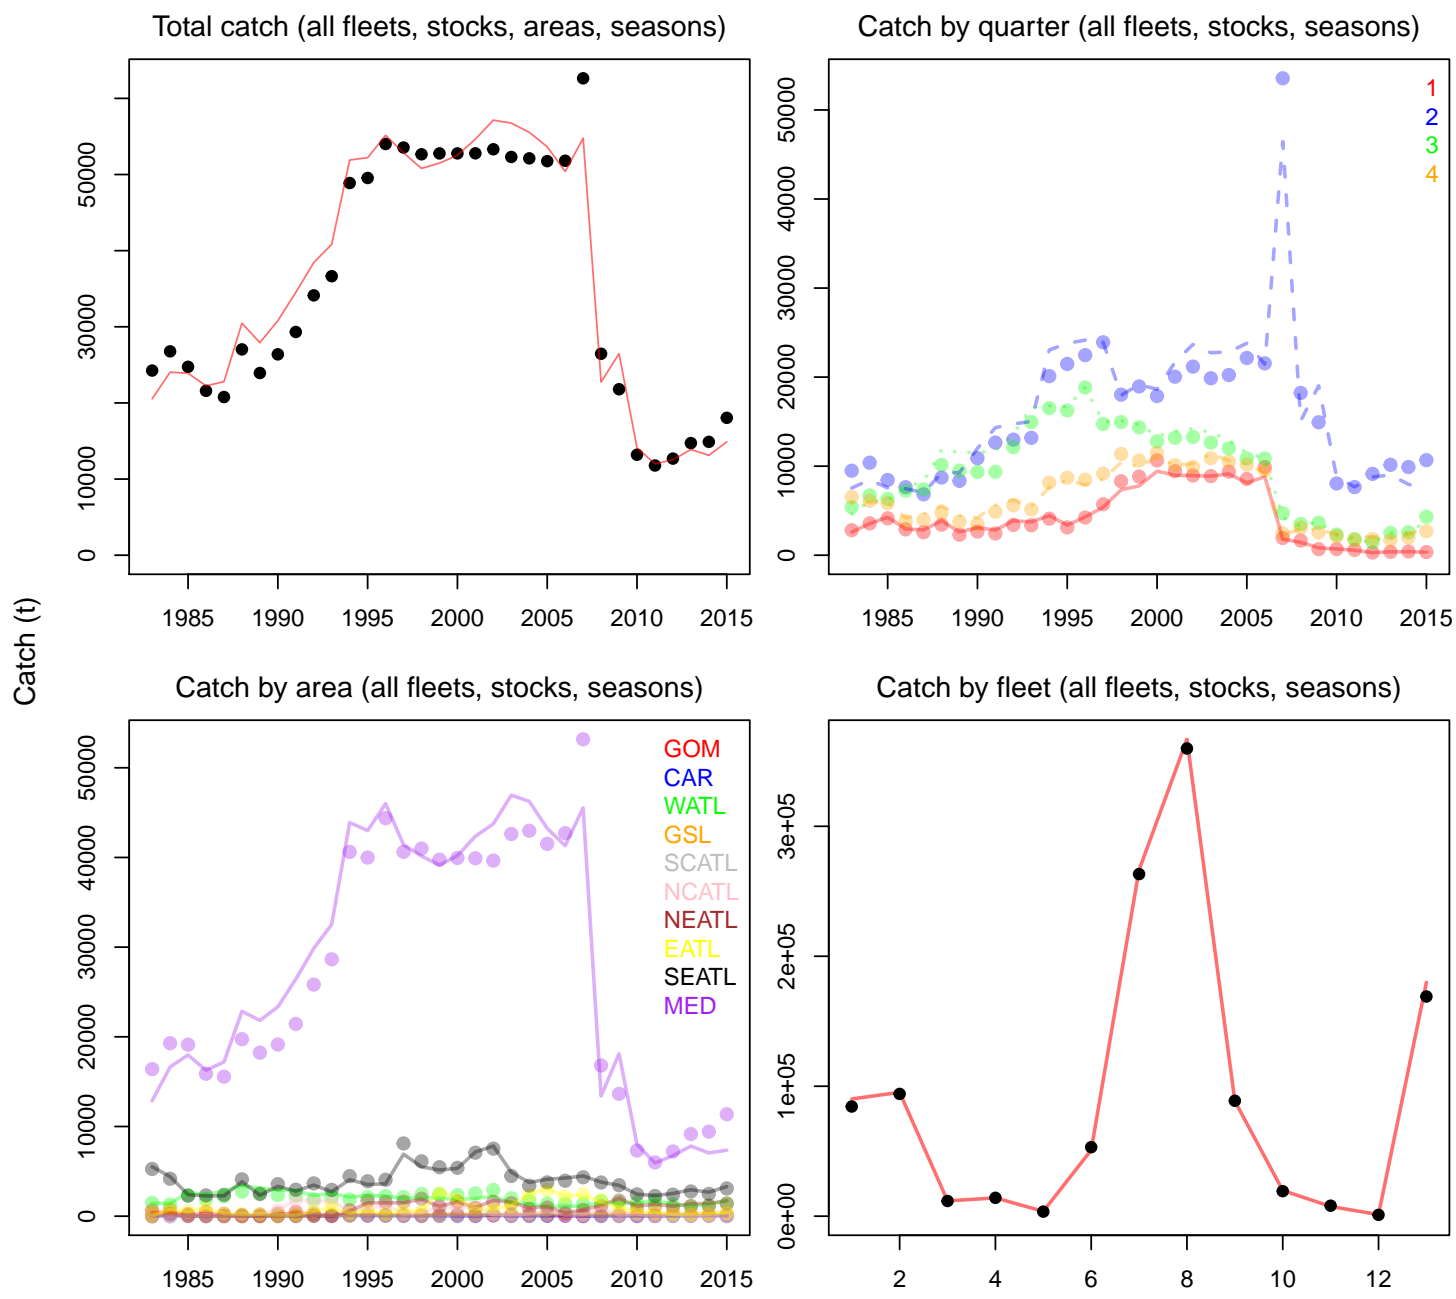 Total catch (all fleets, stocks, areas, seasons)
0
10000
30000
50000
1985
1990
1995
2000
2005
2010
2015
Catch by quarter (all fleets, stocks, seasons)
0
10000
20000
30000
40000
50000
1
2
3
4
1985
1990
1995
2000
2005
2010
2015
Catch (t)
Catch by area (all fleets, stocks, seasons)
0
10000
20000
30000
40000
50000
GOM
CAR
WATL
GSL
SCATL
NCATL
NEATL
EATL
SEATL
MED
1985
1990
1995
2000
2005
2010
2015
Catch by fleet (all fleets, stocks, seasons)
0e+00
1e+05
2e+05
3e+05
2
4
6
8
10
12